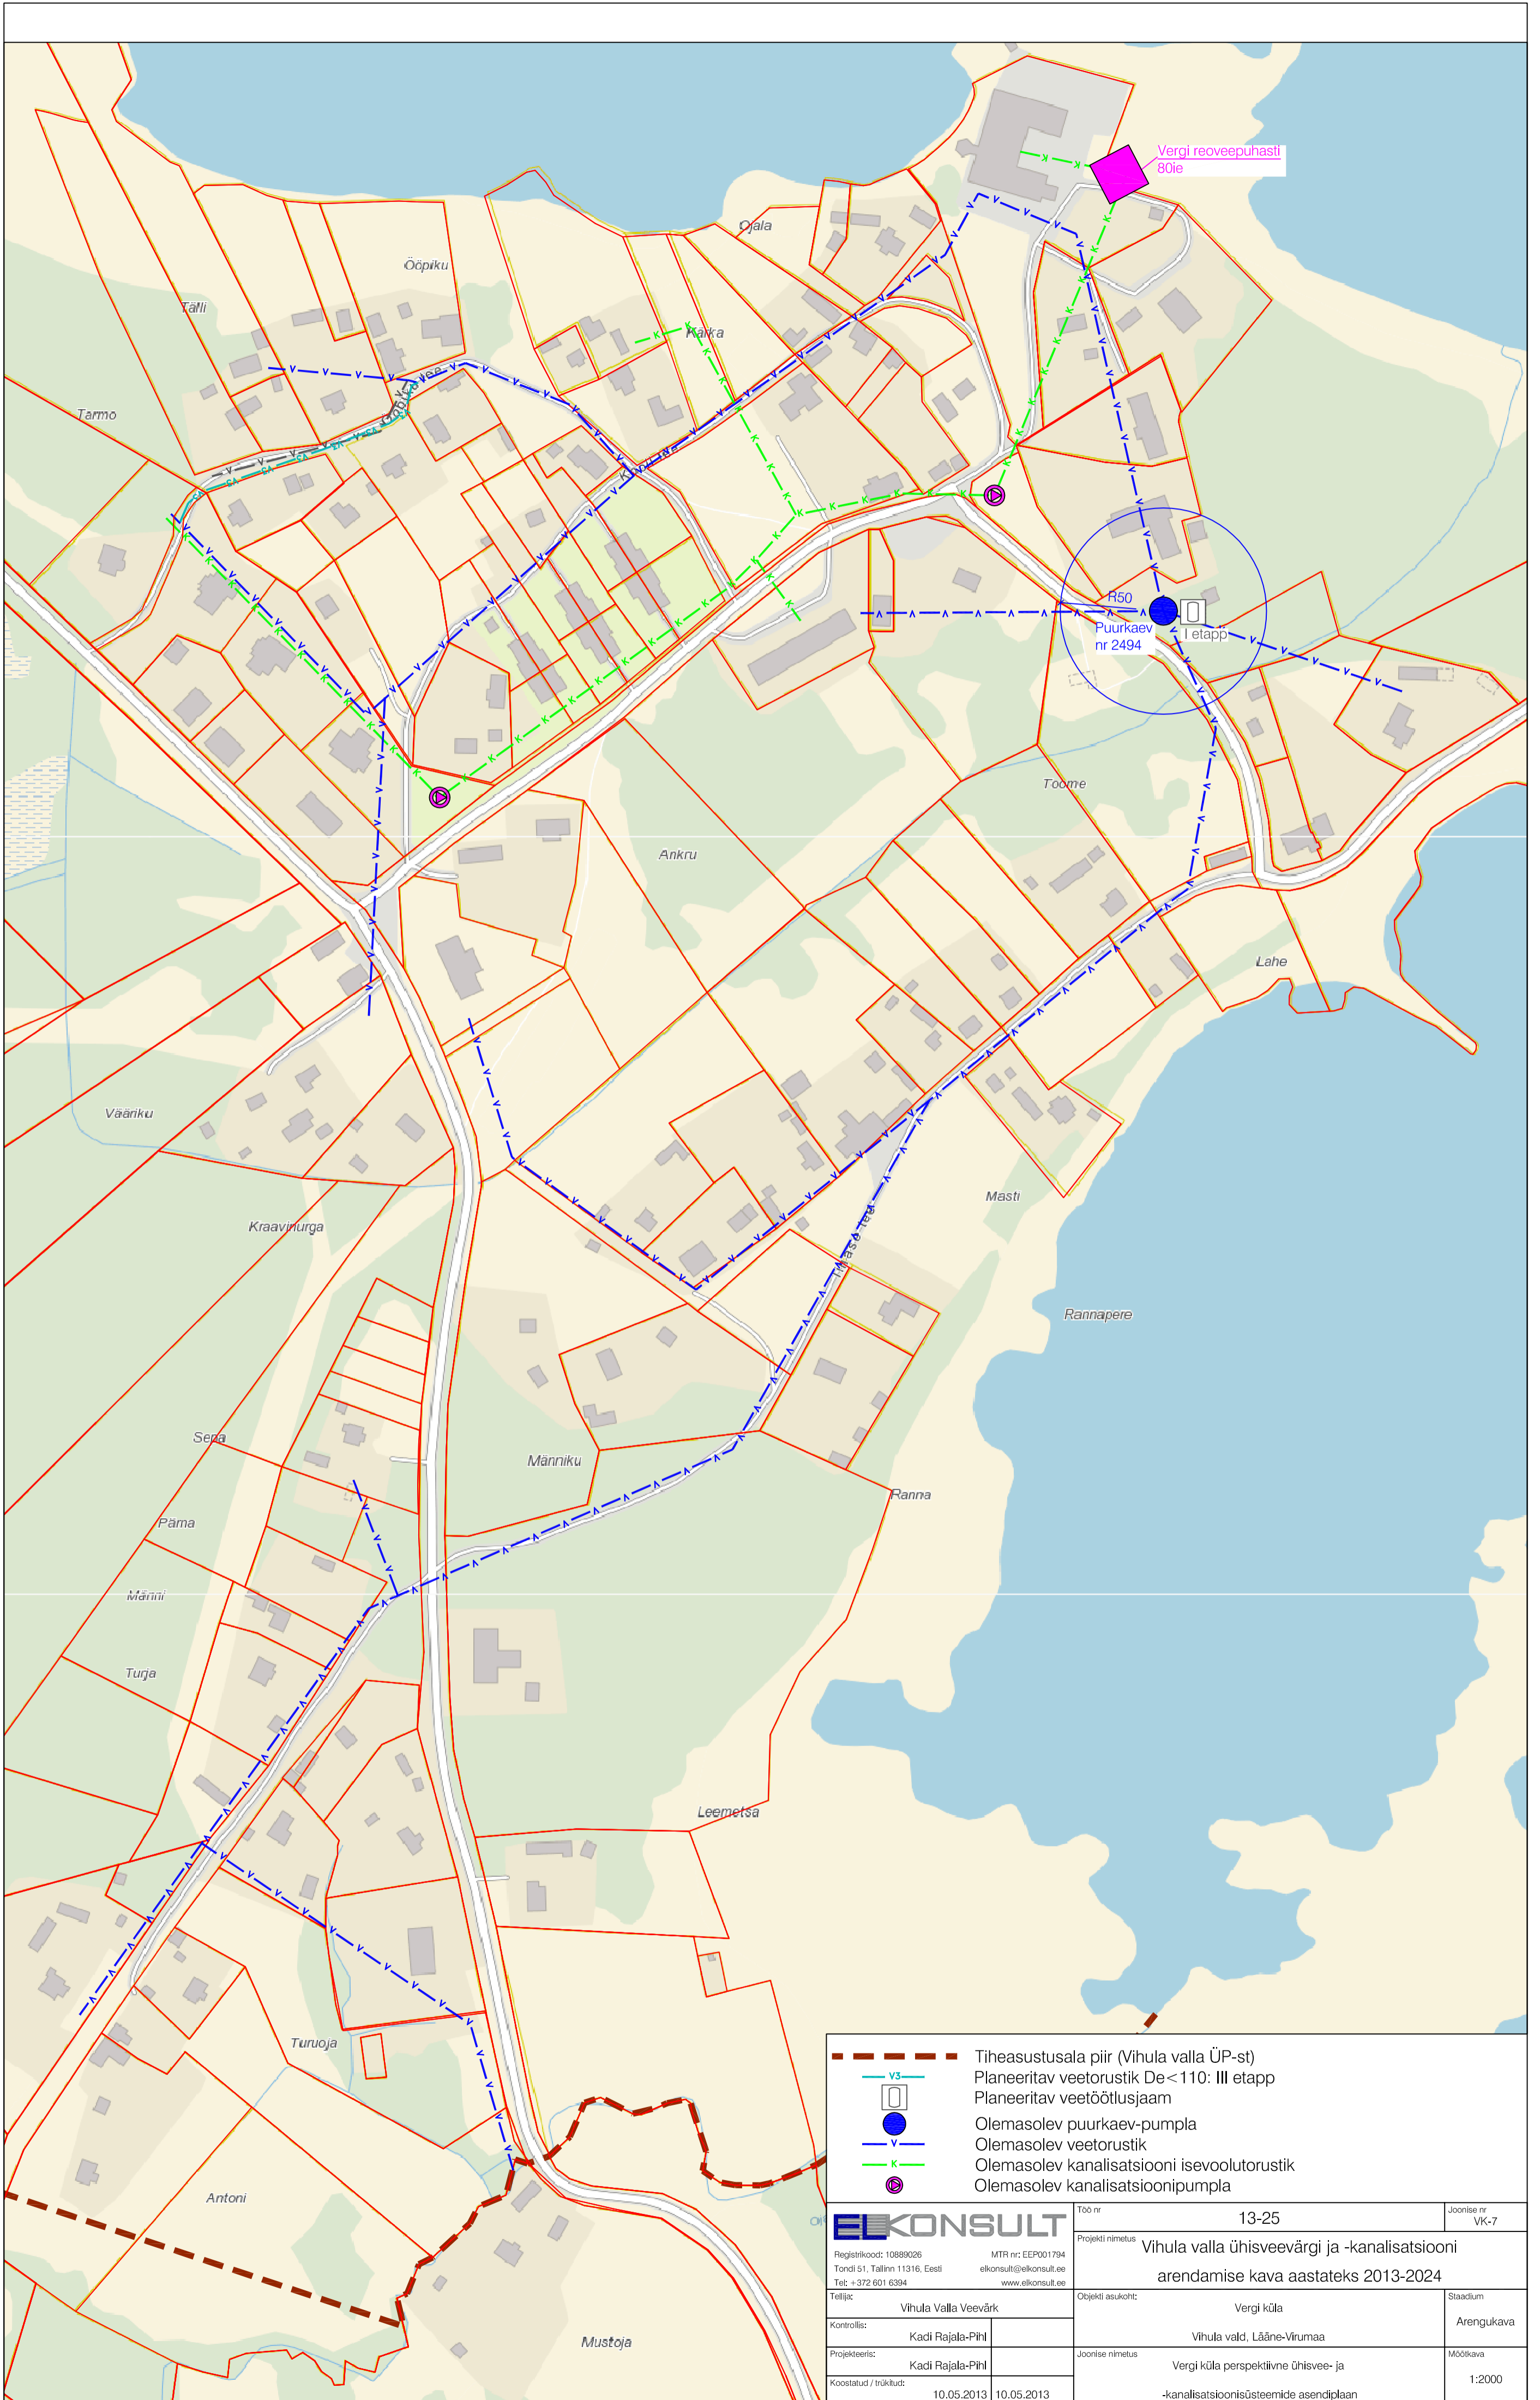 Vergi reoveepuhasti
80ie
Ojala
Ööpiku
Tälli
Kärka
Tarmo
R50
Puurkaev
nr 2494
I etapp
Toome
Ankru
Lahe
Vääriku
Masti
Kraavinurga
Rannapere
Sepa
Männiku
Ranna
Pärna
Männi
Turja
Leemetsa
Turuoja
Antoni
Mustoja
Tiheasustusala piir (Vihula valla ÜP-st)
V3 Planeeritav veetorustik De<110: III etapp
Planeeritav veetöötlusjaam
Olemasolev puurkaev-pumpla
V Olemasolev veetorustik
K Olemasolev kanalisatsiooni isevoolutorustik
Olemasolev kanalisatsioonipumpla
ELKONSULT
Registrikood: 10889026 MTR nr: EEP001794
Tondi 51, Tallinn 11316, Eesti elkonsult@elkonsult.ee
Tel: +372 601 6394 www.elkonsult.ee
Töö nr 13-25
Joonise nr VK-7
Projekti nimetus Vihula valla ühisveevärgi ja -kanalisatsiooni
arendamise kava aastateks 2013-2024
Tellija:
Vihula Valla Veevärk
Objekti asukoht:
Vergi küla
Vihula vald, Lääne-Virumaa
Staadium
Arengukava
Kontrollis:
Kadi Rajala-Pihl
Projekteeris:
Kadi Rajala-Pihl
Koostatud / trükitud:
10.05.2013 10.05.2013
Joonise nimetus
Vergi küla perspektiivne ühisvee- ja
-kanalisatsioonisüsteemide asendiplaan
Mõõtkava
1:2000